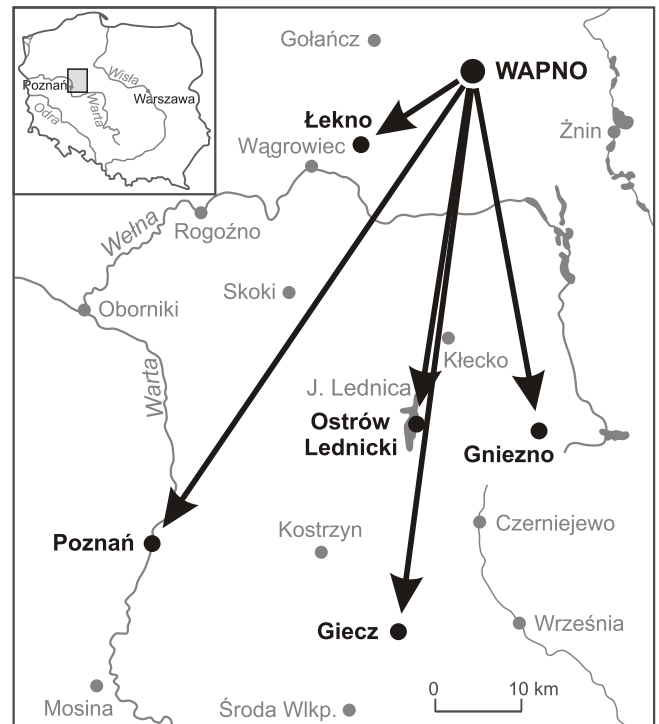 Poznań
Wisła
Warszawa
Odra
Warta
Gołańcz
WAPNO
Łekno
Wągrowiec
Żnin
Wełna
Rogoźno
Skoki
Oborniki
Kłecko
Warta
J. Lednica
Ostrów
Lednicki
Gniezno
Poznań
Kostrzyn
Czerniejewo
Giecz
Września
Mosina
Środa Wlkp.
0 10 km